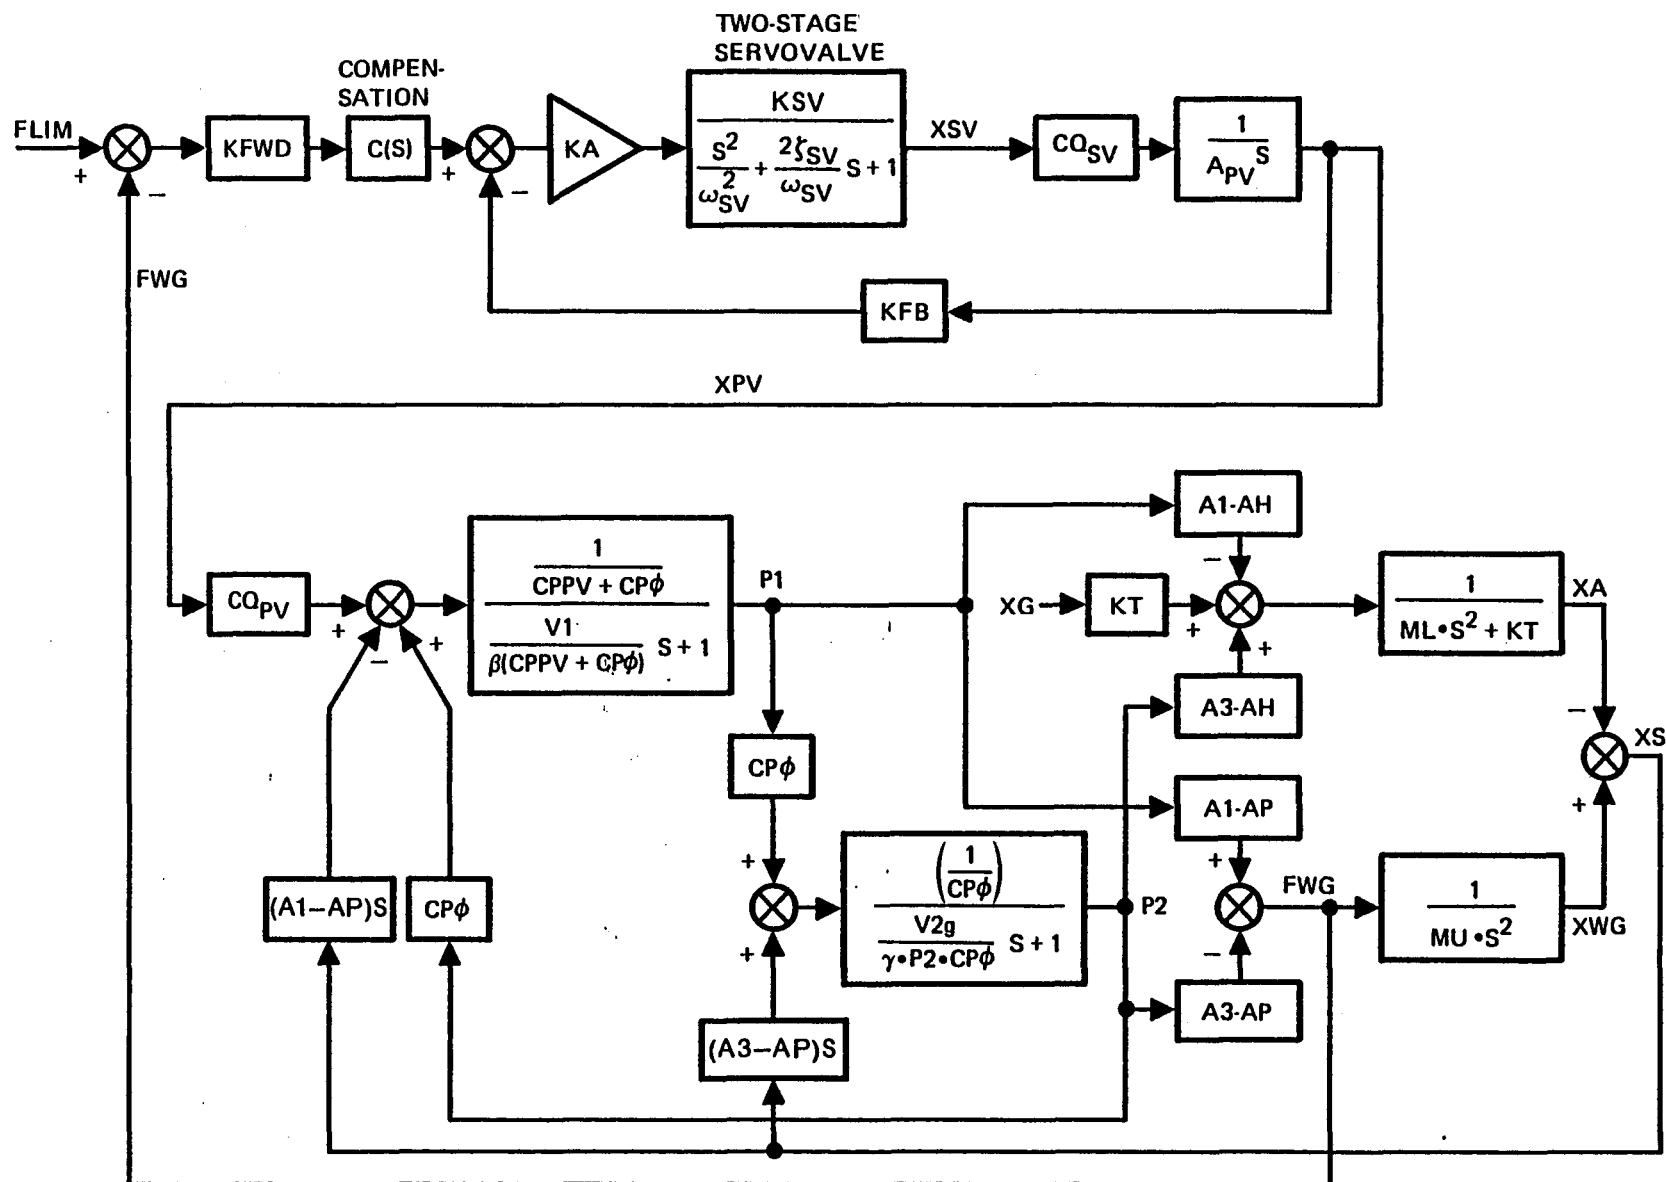 TWO-STAGE
SERVOVALVE
COMPEN-
SATION
FLIM
+
−
KFWD
C(S)
+
−
KA
KSV
S² / ω²SV + 2ζSV / ωSV S + 1
XSV
CQSV
1
APV S
FWG
KFB
XPV
CQPV
+
−
+
1
CPPV + CPϕ
V1
β(CPPV + CPϕ) S + 1
P1
A1-AH
−
XG
KT
+
+
1
ML•S² + KT
XA
A3-AH
CPϕ
−
XS
+
A1-AP
+
+
(1 / CPϕ)
V2g
γ•P2•CPϕ S + 1
P2
+
FWG
−
1
MU•S²
XWG
(A1−AP)S
CPϕ
A3-AP
(A3−AP)S